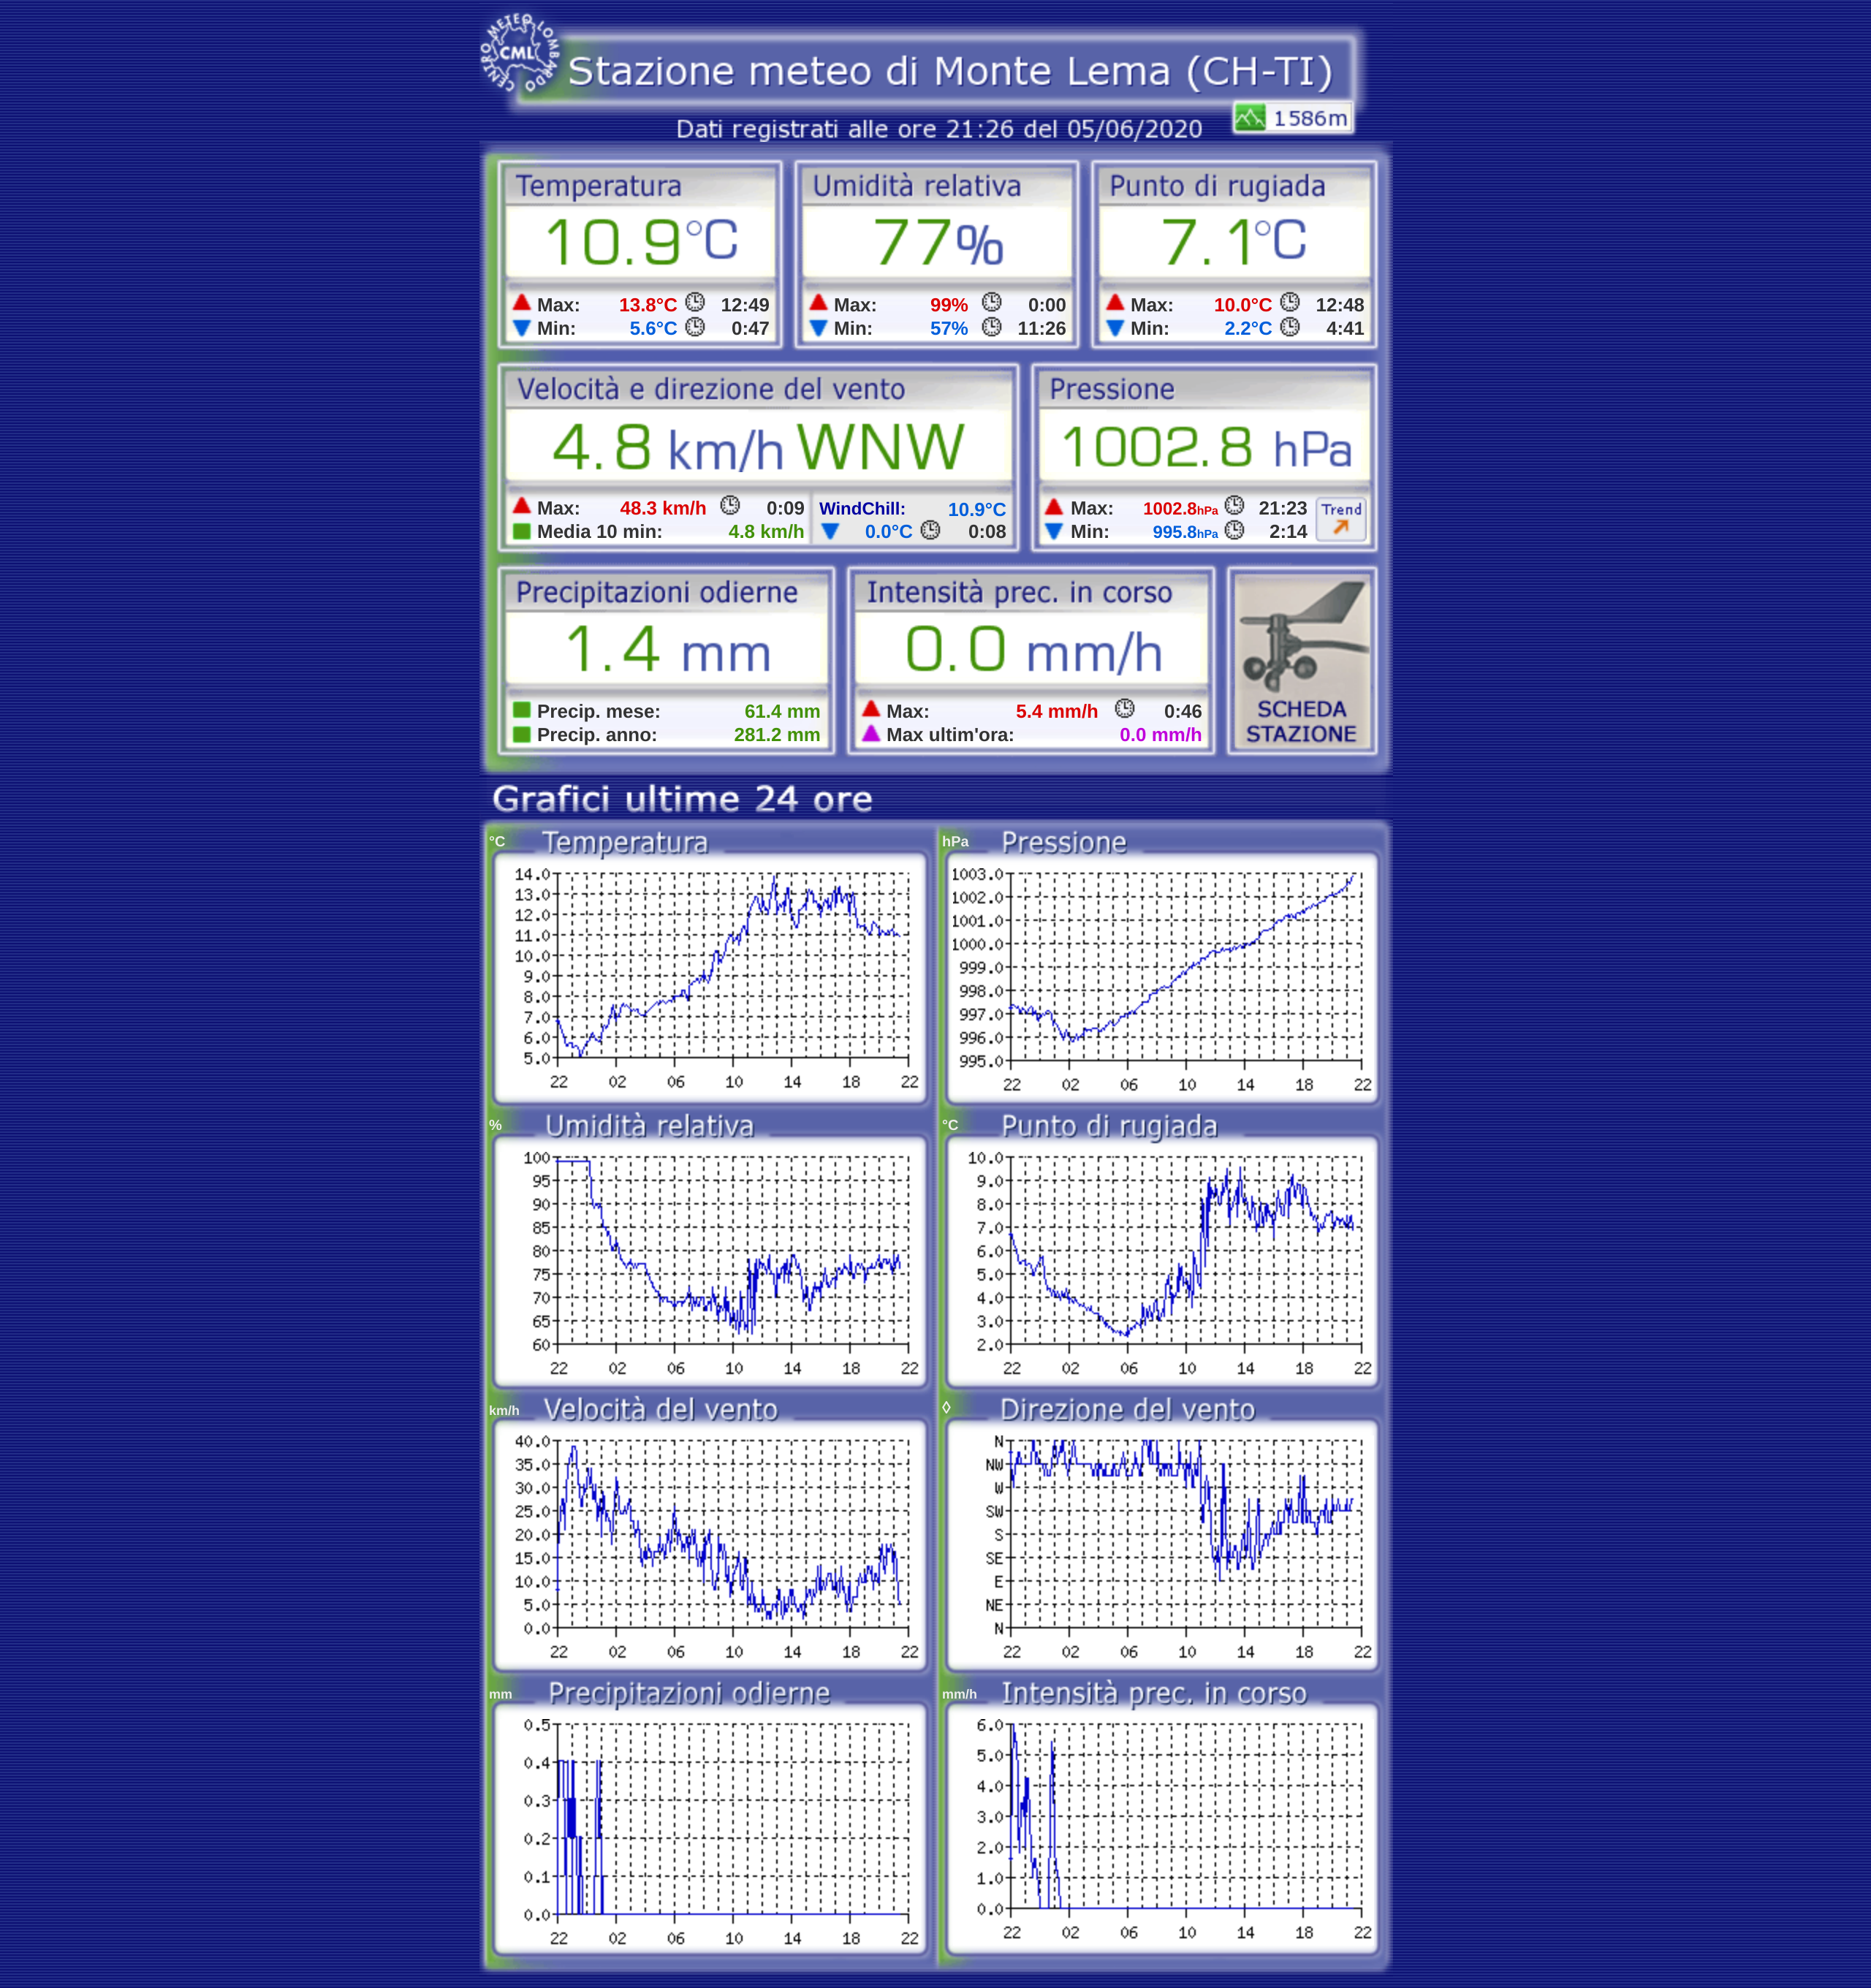 CENTRO METEO LOMBARDO
CML
Stazione meteo di Monte Lema (CH-TI)
1586m
Dati registrati alle ore 21:26 del 05/06/2020
Temperatura
10.9°C
Max: 13.8°C 12:49
Min: 5.6°C 0:47
Umidità relativa
77%
Max: 99% 0:00
Min: 57% 11:26
Punto di rugiada
7.1°C
Max: 10.0°C 12:48
Min: 2.2°C 4:41
Velocità e direzione del vento
4.8 km/h WNW
Max: 48.3 km/h 0:09
Media 10 min: 4.8 km/h
WindChill: 10.9°C
0.0°C 0:08
Pressione
1002.8 hPa
Max: 1002.8hPa 21:23
Min: 995.8hPa 2:14
Trend
Precipitazioni odierne
1.4 mm
Precip. mese: 61.4 mm
Precip. anno: 281.2 mm
Intensità prec. in corso
0.0 mm/h
Max: 5.4 mm/h 0:46
Max ultim'ora: 0.0 mm/h
SCHEDA
STAZIONE
Grafici ultime 24 ore
°C Temperatura
14.0
13.0
12.0
11.0
10.0
9.0
8.0
7.0
6.0
5.0
22 02 06 10 14 18 22
hPa Pressione
1003.0
1002.0
1001.0
1000.0
999.0
998.0
997.0
996.0
995.0
22 02 06 10 14 18 22
% Umidità relativa
100
95
90
85
80
75
70
65
60
22 02 06 10 14 18 22
°C Punto di rugiada
10.0
9.0
8.0
7.0
6.0
5.0
4.0
3.0
2.0
22 02 06 10 14 18 22
km/h Velocità del vento
40.0
35.0
30.0
25.0
20.0
15.0
10.0
5.0
0.0
22 02 06 10 14 18 22
◊ Direzione del vento
N
NW
W
SW
S
SE
E
NE
N
22 02 06 10 14 18 22
mm Precipitazioni odierne
0.5
0.4
0.3
0.2
0.1
0.0
22 02 06 10 14 18 22
mm/h Intensità prec. in corso
6.0
5.0
4.0
3.0
2.0
1.0
0.0
22 02 06 10 14 18 22